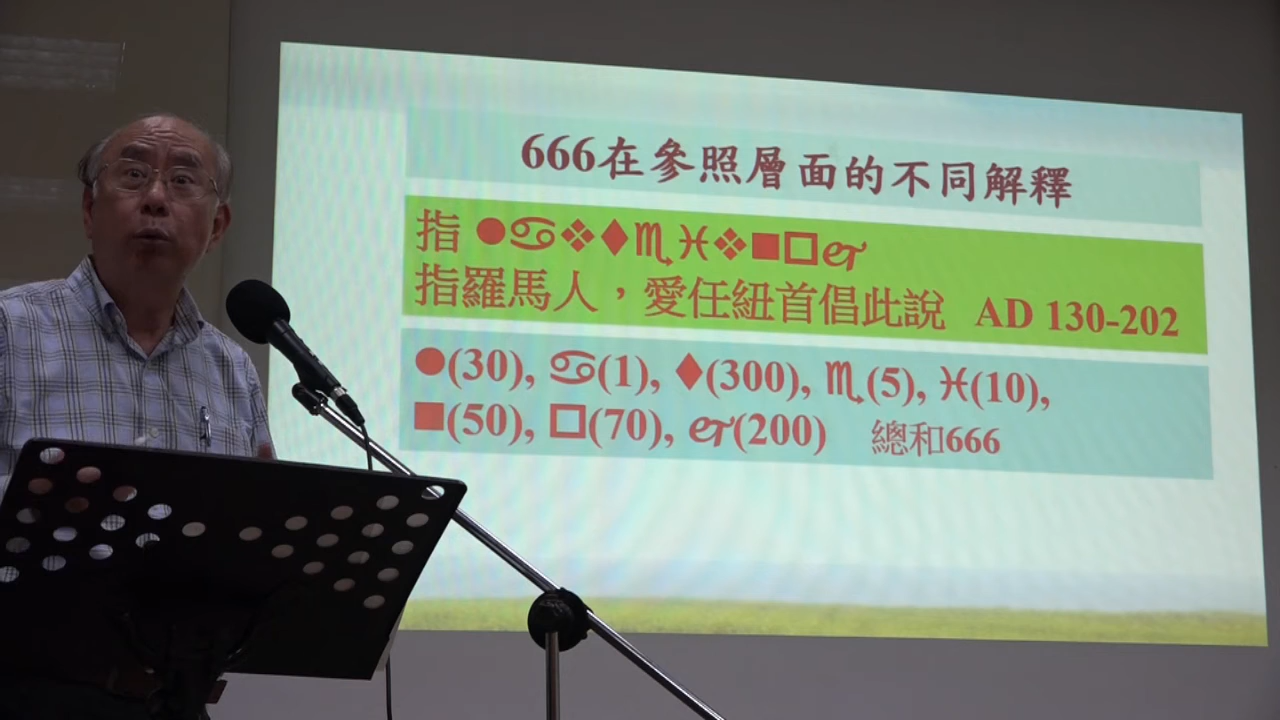 666在參照層面的不同解釋
指 ●♋❖⧫♏♓❖■□⬧
指羅馬人，愛任紐首倡此說 AD 130-202
●(30), ♋(1), ⧫(300), ♏(5), ♓(10),
■(50), □(70), ⬧(200) 總和666